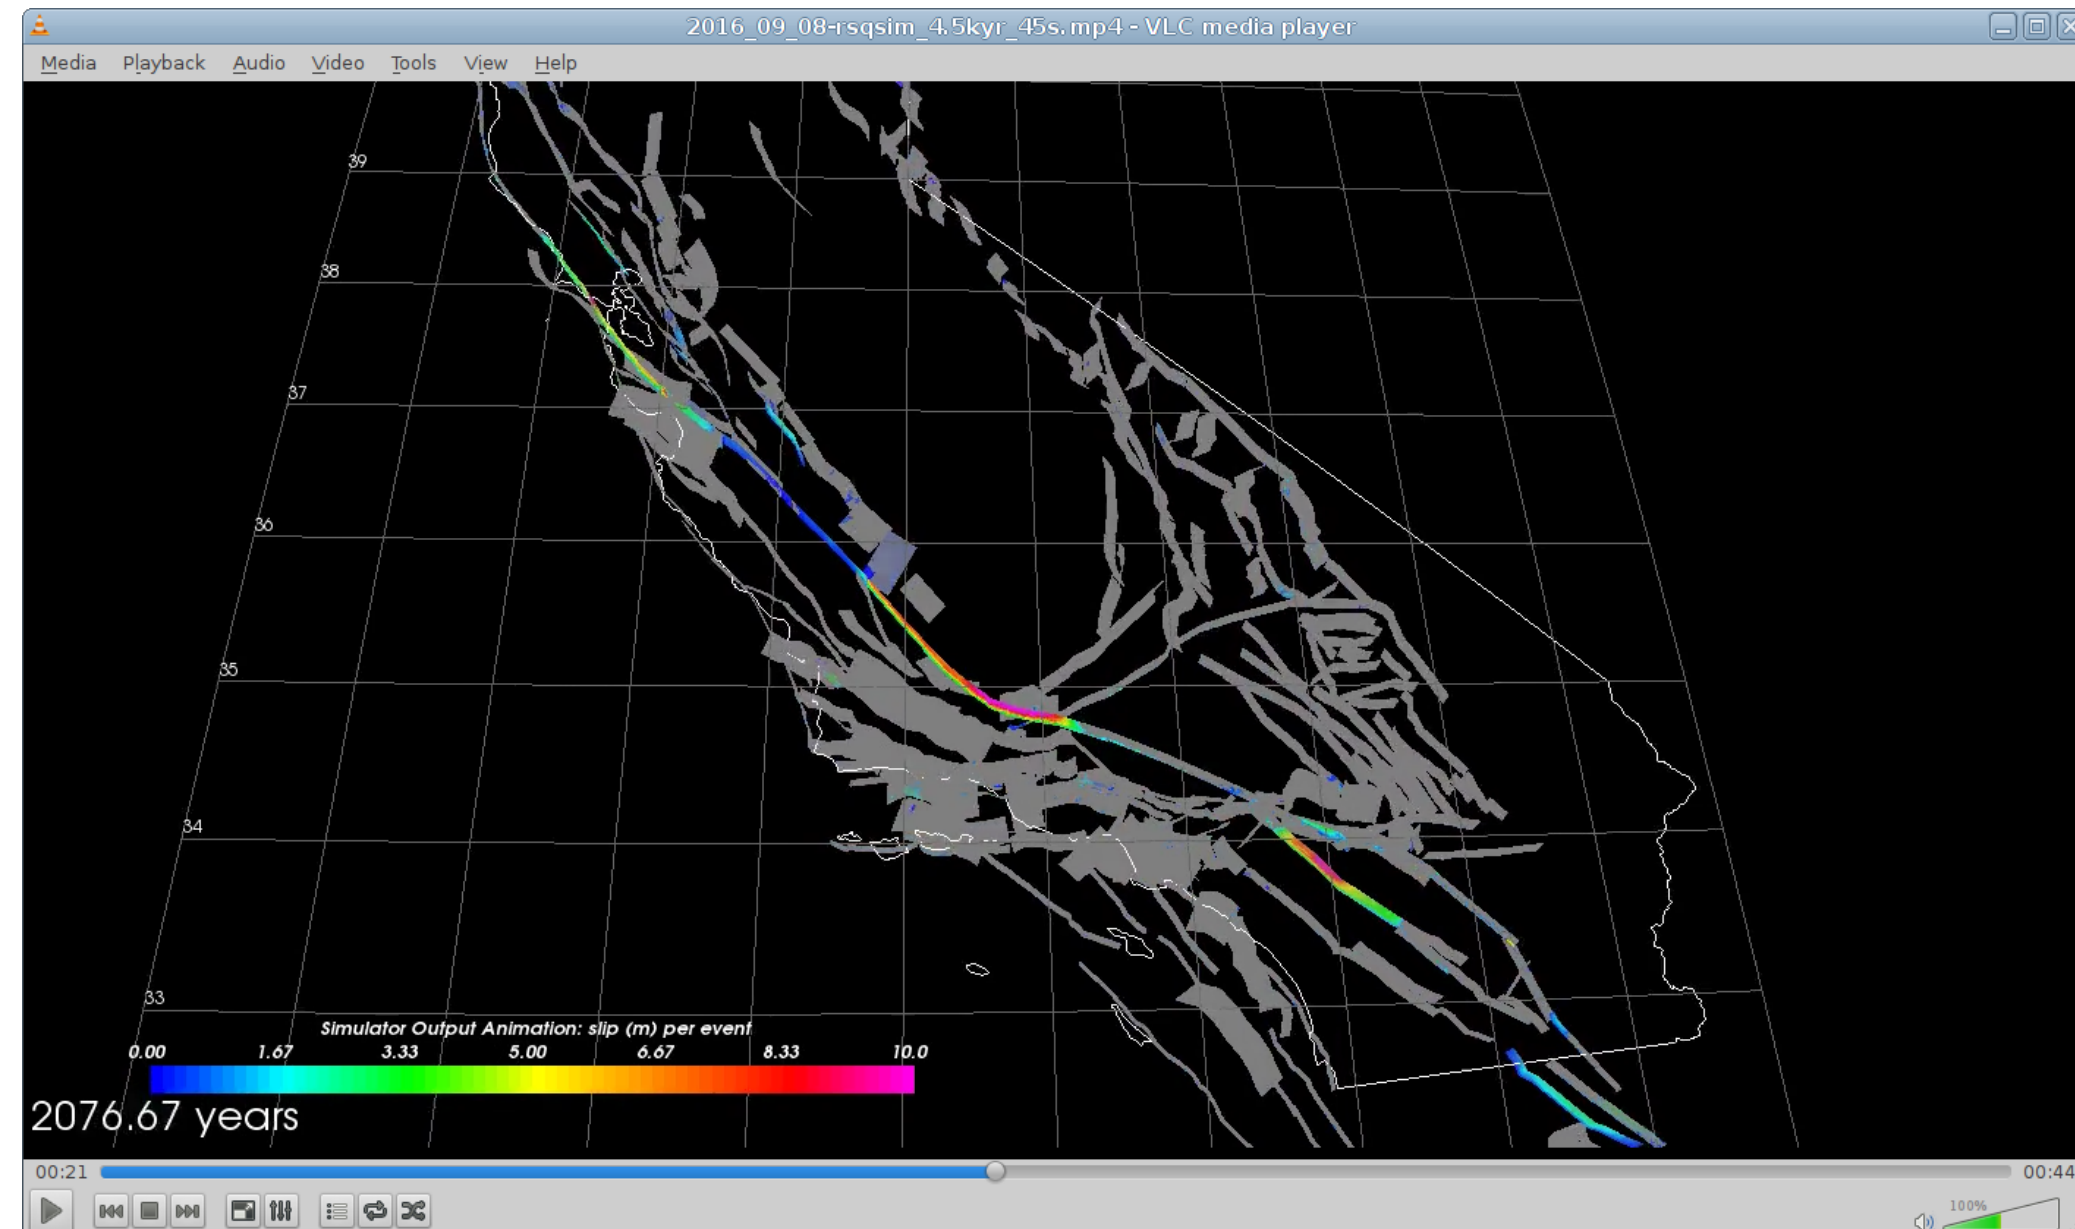 2016_09_08-rsqsim_4.5kyr_45s.mp4 - VLC media player
Media Playback Audio Video Tools View Help
39
38
37
36
35
34
33
Simulator Output Animation: slip (m) per event
0.00 1.67 3.33 5.00 6.67 8.33 10.0
2076.67 years
00:21 00:44
100%